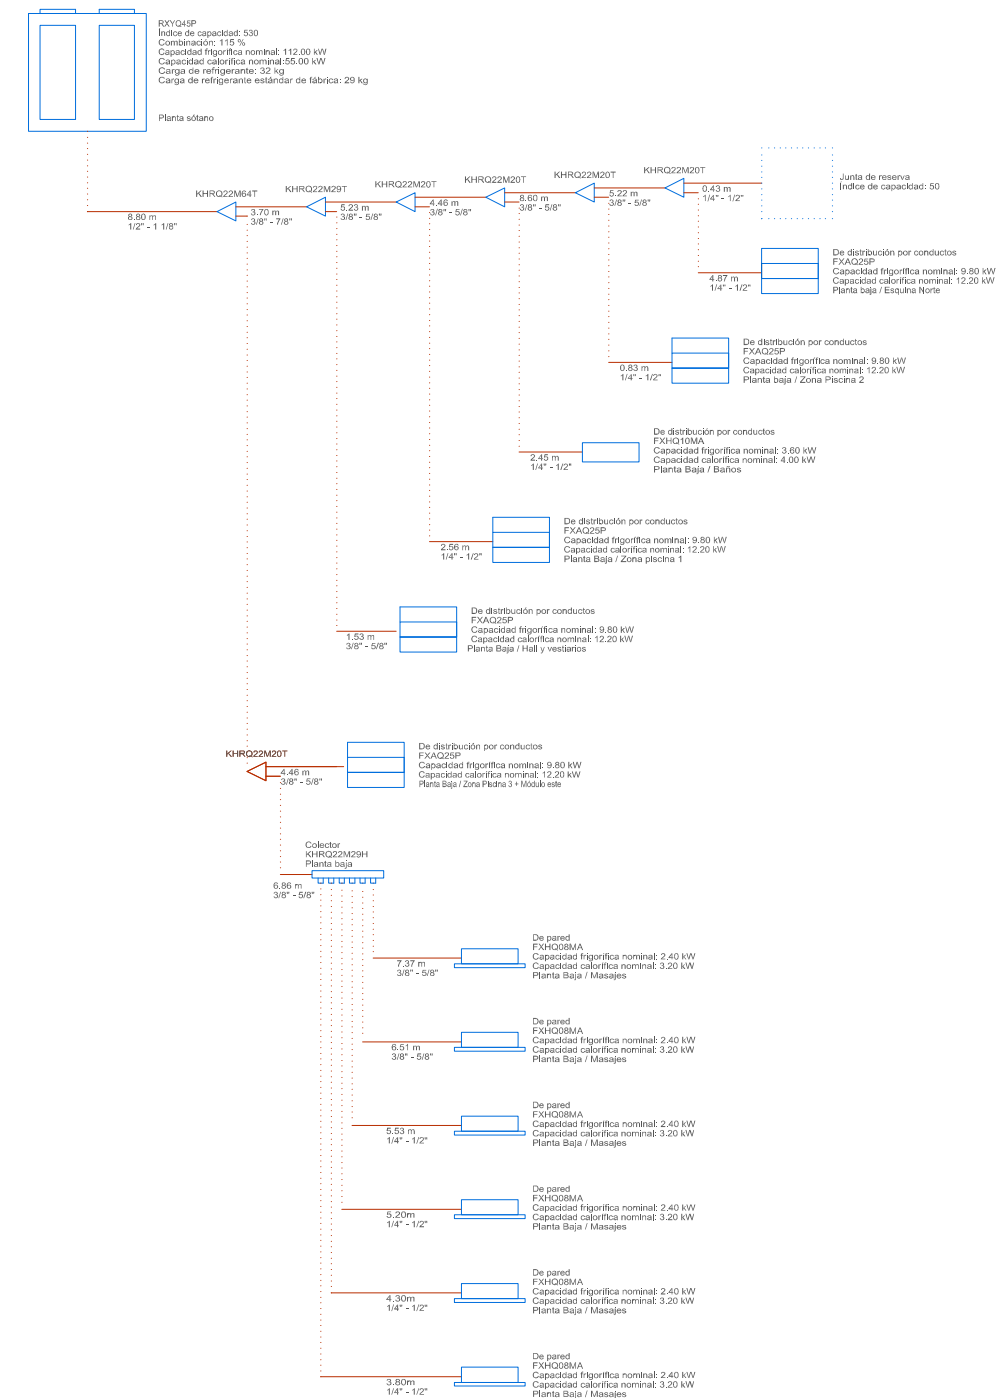 RXYQ45P
Índice de capacidad: 530
Combinación: 115 %
Capacidad frigorífica nominal: 112.00 kW
Capacidad calorífica nominal:55.00 kW
Carga de refrigerante: 32 kg
Carga de refrigerante estándar de fábrica: 29 kg
Planta sótano
KHRQ22M64T
KHRQ22M29T
KHRQ22M20T
KHRQ22M20T
KHRQ22M20T
KHRQ22M20T
8.80 m
1/2" - 1 1/8"
3.70 m
3/8" - 7/8"
5.23 m
3/8" - 5/8"
4.46 m
3/8" - 5/8"
8.60 m
3/8" - 5/8"
5.22 m
3/8" - 5/8"
0.43 m
1/4" - 1/2"
Junta de reserva
Indice de capacidad: 50
4.87 m
1/4" - 1/2"
De distribución por conductos
FXAQ25P
Capacidad frigorífica nominal: 9.80 kW
Capacidad calorífica nominal: 12.20 kW
Planta baja / Esquina Norte
0.83 m
1/4" - 1/2"
De distribución por conductos
FXAQ25P
Capacidad frigorífica nominal: 9.80 kW
Capacidad calorífica nominal: 12.20 kW
Planta baja / Zona Piscina 2
2.45 m
1/4" - 1/2"
De distribución por conductos
FXHQ10MA
Capacidad frigorífica nominal: 3.60 kW
Capacidad calorífica nominal: 4.00 kW
Planta Baja / Baños
2.56 m
1/4" - 1/2"
De distribución por conductos
FXAQ25P
Capacidad frigorífica nominal: 9.80 kW
Capacidad calorífica nominal: 12.20 kW
Planta Baja / Zona piscina 1
1.53 m
3/8" - 5/8"
De distribución por conductos
FXAQ25P
Capacidad frigorífica nominal: 9.80 kW
Capacidad calorífica nominal: 12.20 kW
Planta Baja / Hall y vestiarios
KHRQ22M20T
4.46 m
3/8" - 5/8"
De distribución por conductos
FXAQ25P
Capacidad frigorífica nominal: 9.80 kW
Capacidad calorífica nominal: 12.20 kW
Planta Baja / Zona Piscina 3 + Módulo este
Colector
KHRQ22M29H
Planta baja
6.86 m
3/8" - 5/8"
7.37 m
3/8" - 5/8"
De pared
FXHQ08MA
Capacidad frigorífica nominal: 2.40 kW
Capacidad calorífica nominal: 3.20 kW
Planta Baja / Masajes
6.51 m
3/8" - 5/8"
De pared
FXHQ08MA
Capacidad frigorífica nominal: 2.40 kW
Capacidad calorífica nominal: 3.20 kW
Planta Baja / Masajes
5.53 m
1/4" - 1/2"
De pared
FXHQ08MA
Capacidad frigorífica nominal: 2.40 kW
Capacidad calorífica nominal: 3.20 kW
Planta Baja / Masajes
5.20m
1/4" - 1/2"
De pared
FXHQ08MA
Capacidad frigorífica nominal: 2.40 kW
Capacidad calorífica nominal: 3.20 kW
Planta Baja / Masajes
4.30m
1/4" - 1/2"
De pared
FXHQ08MA
Capacidad frigorífica nominal: 2.40 kW
Capacidad calorífica nominal: 3.20 kW
Planta Baja / Masajes
3.80m
1/4" - 1/2"
De pared
FXHQ08MA
Capacidad frigorífica nominal: 2.40 kW
Capacidad calorífica nominal: 3.20 kW
Planta Baja / Masajes